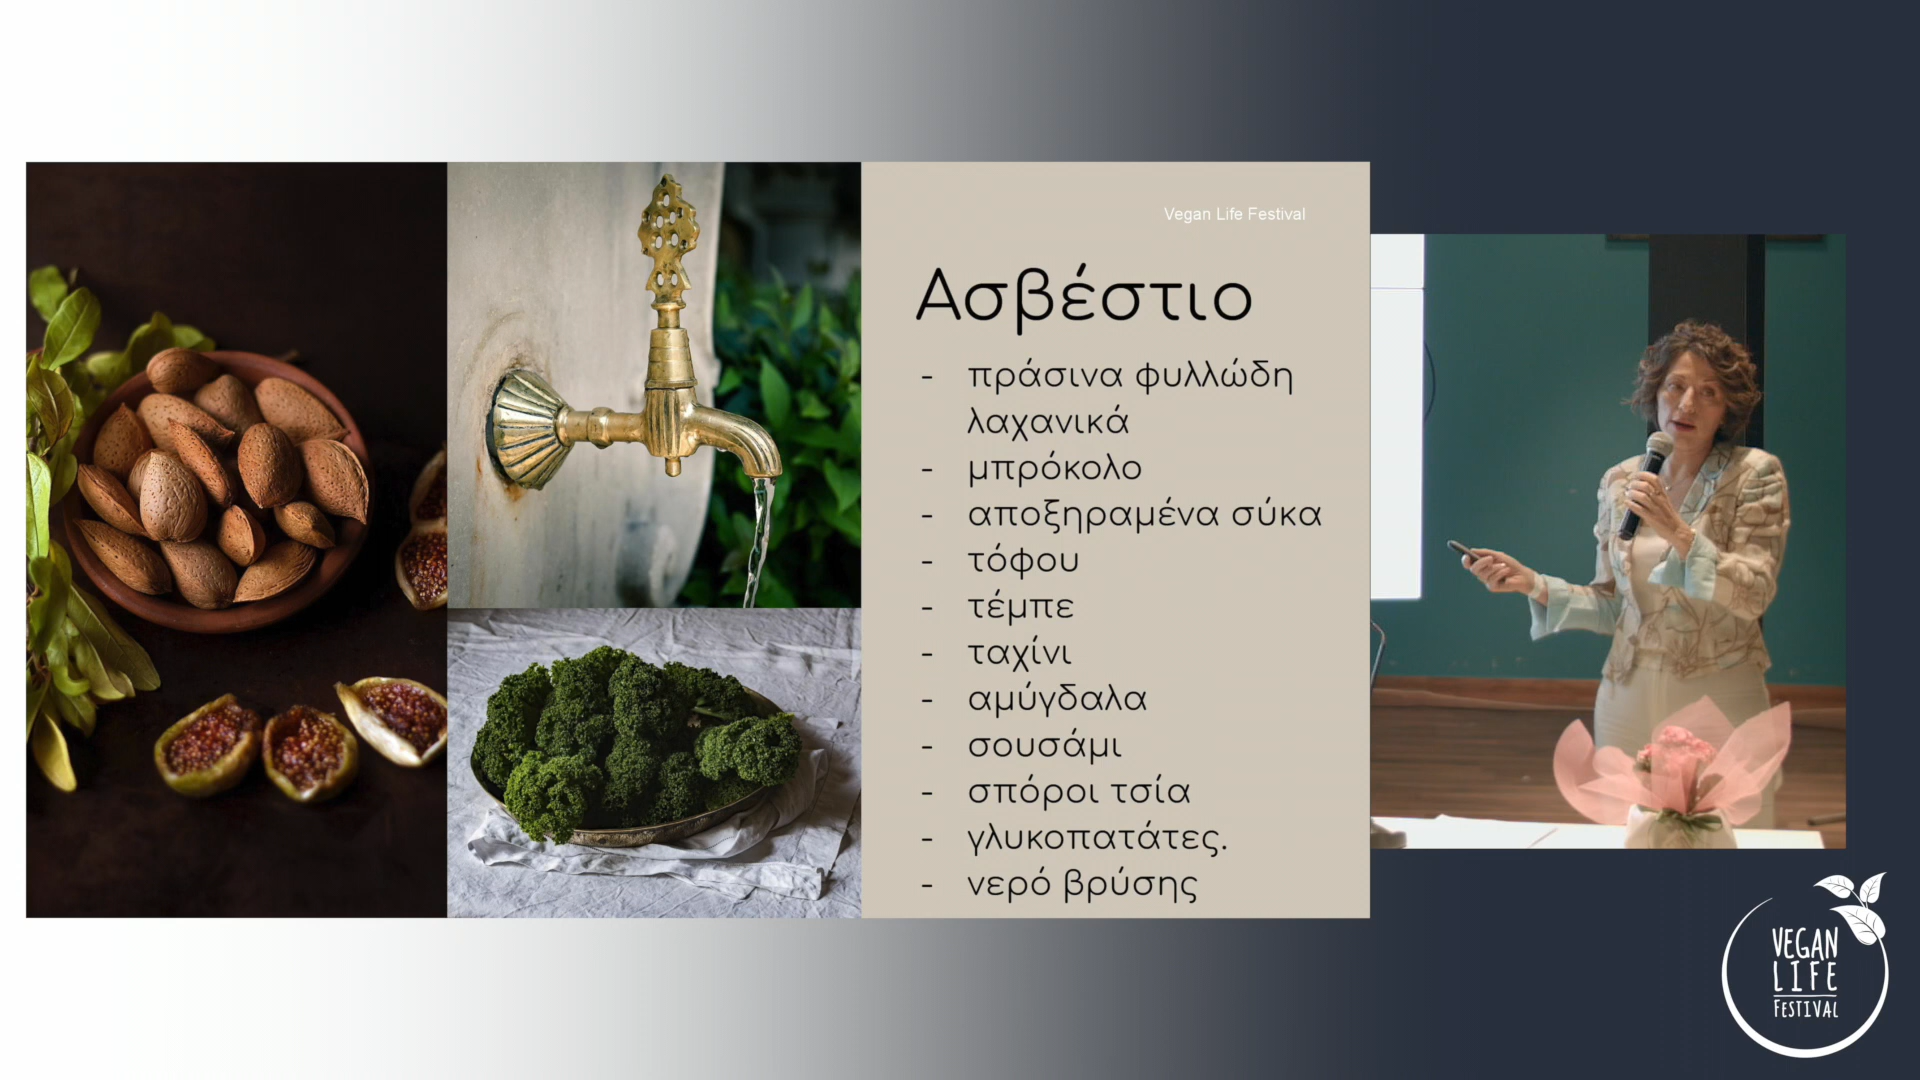 Vegan Life Festival
Ασβέστιο
- πράσινα φυλλώδη
λαχανικά
- μπρόκολο
- αποξηραμένα σύκα
- τόφου
- τέμπε
- ταχίνι
- αμύγδαλα
- σουσάμι
- σπόροι τσία
- γλυκοπατάτες.
- νερό βρύσης
VEGAN
LIFE
FESTIVAL